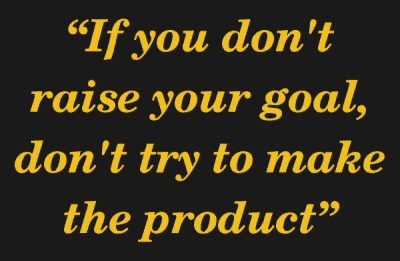 “If you don't
raise your goal,
don't try to make
the product”